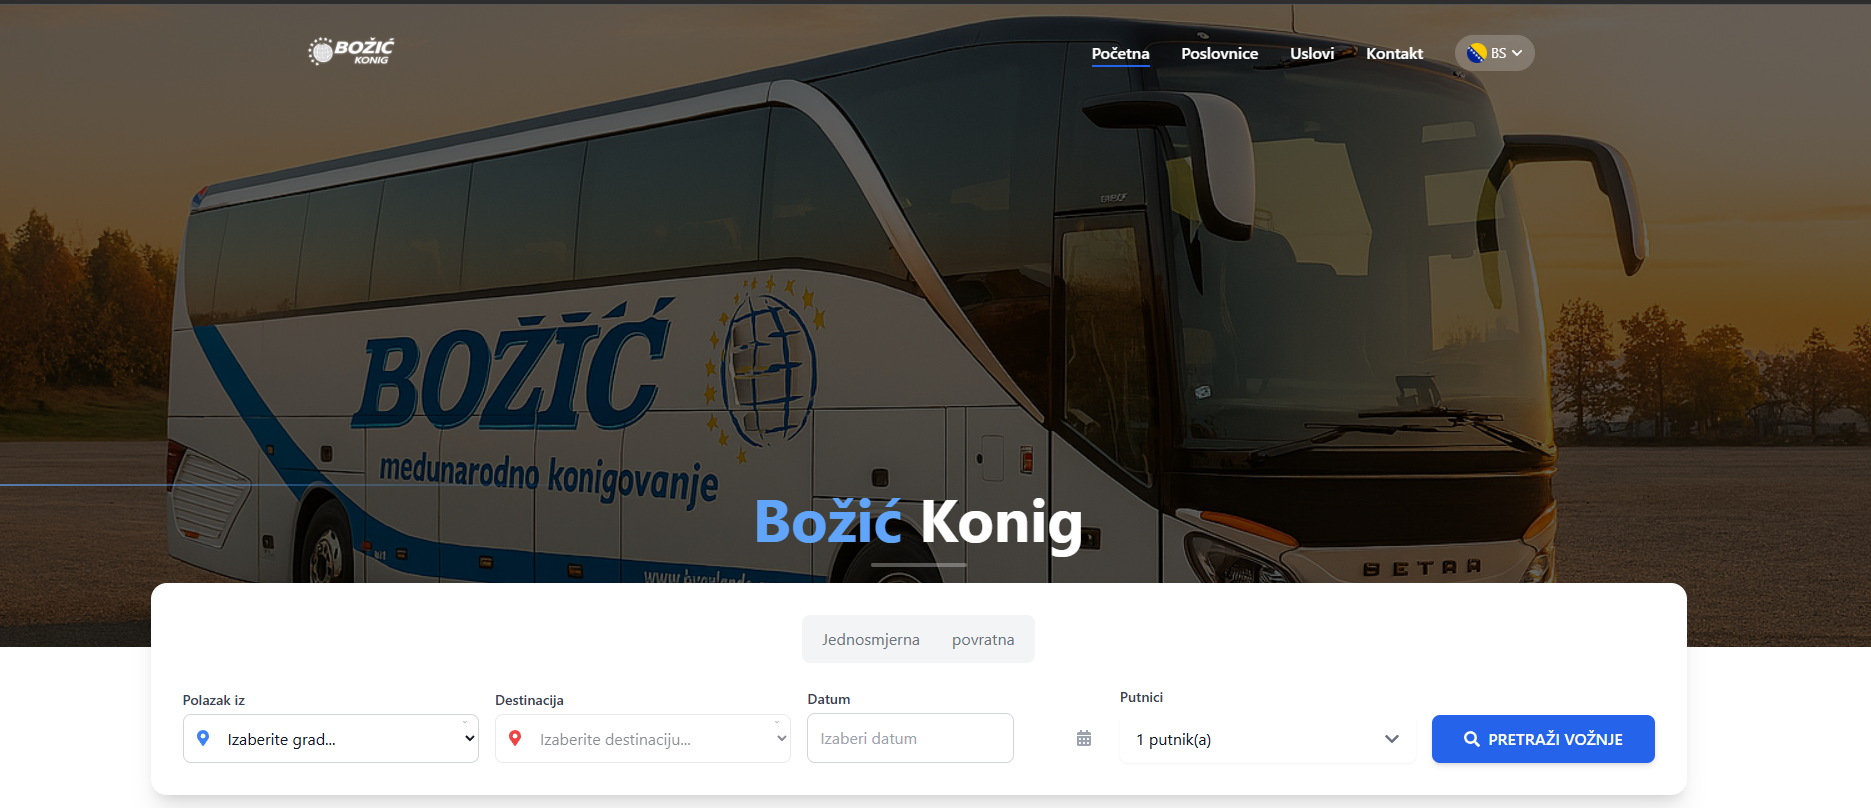 BOŽIĆ
KONIG
Početna
Poslovnice
Uslovi
Kontakt
BS
BOŽIĆ
međunarodno konigovanje
BETRA
Božić Konig
Jednosmjerna
povratna
Polazak iz
Izaberite grad...
Destinacija
Izaberite destinaciju...
Datum
Izaberi datum
Putnici
1 putnik(a)
PRETRAŽI VOŽNJE